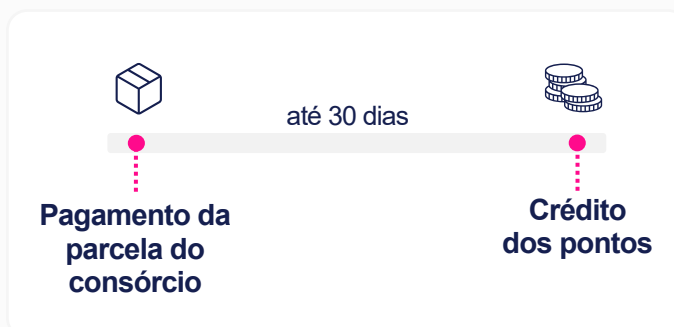 até 30 dias
Pagamento da
parcela do
consórcio
Crédito
dos pontos